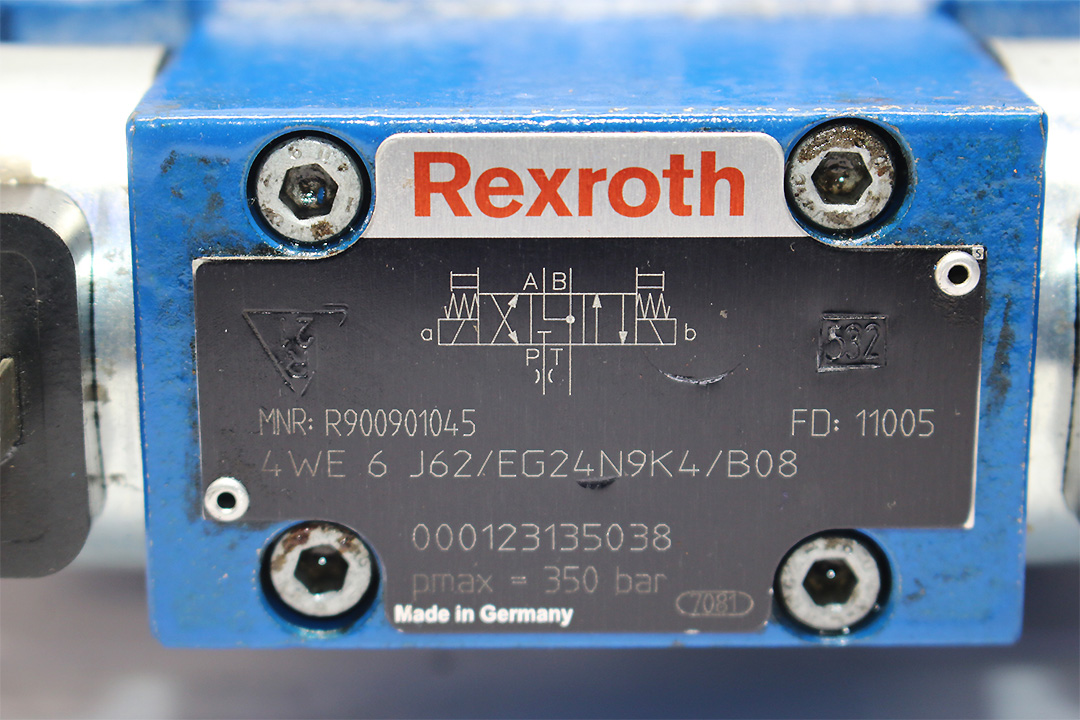 Rexroth
A B
a b
T
P T
532
MNR: R900901045
FD: 11005
4WE 6 J62/EG24N9K4/B08
000123135038
pmax = 350 bar
7081
Made in Germany